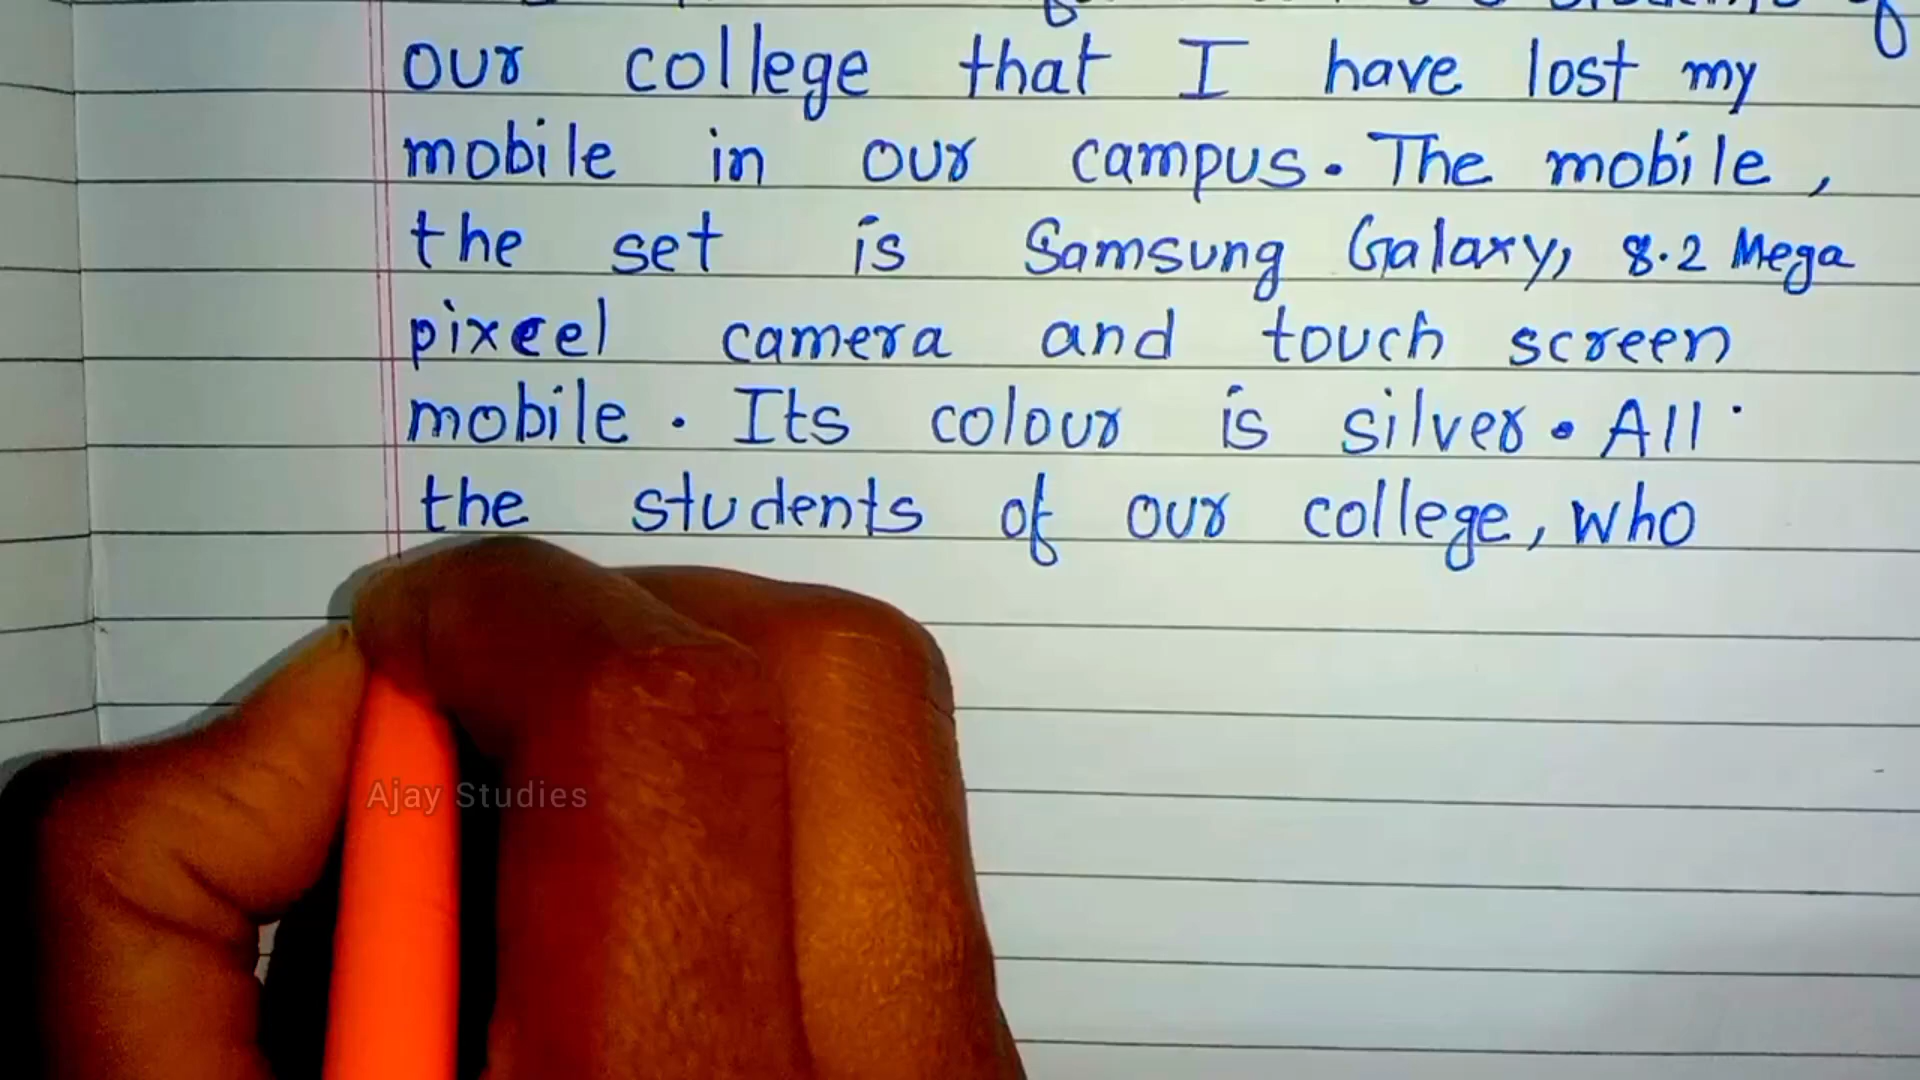 our college that I have lost my
mobile in our campus. The mobile,
the set is Samsung Galaxy, 8.2 Mega
pixeel camera and touch screen
mobile. Its colour is silver. All
the students of our college, who
Ajay Studies